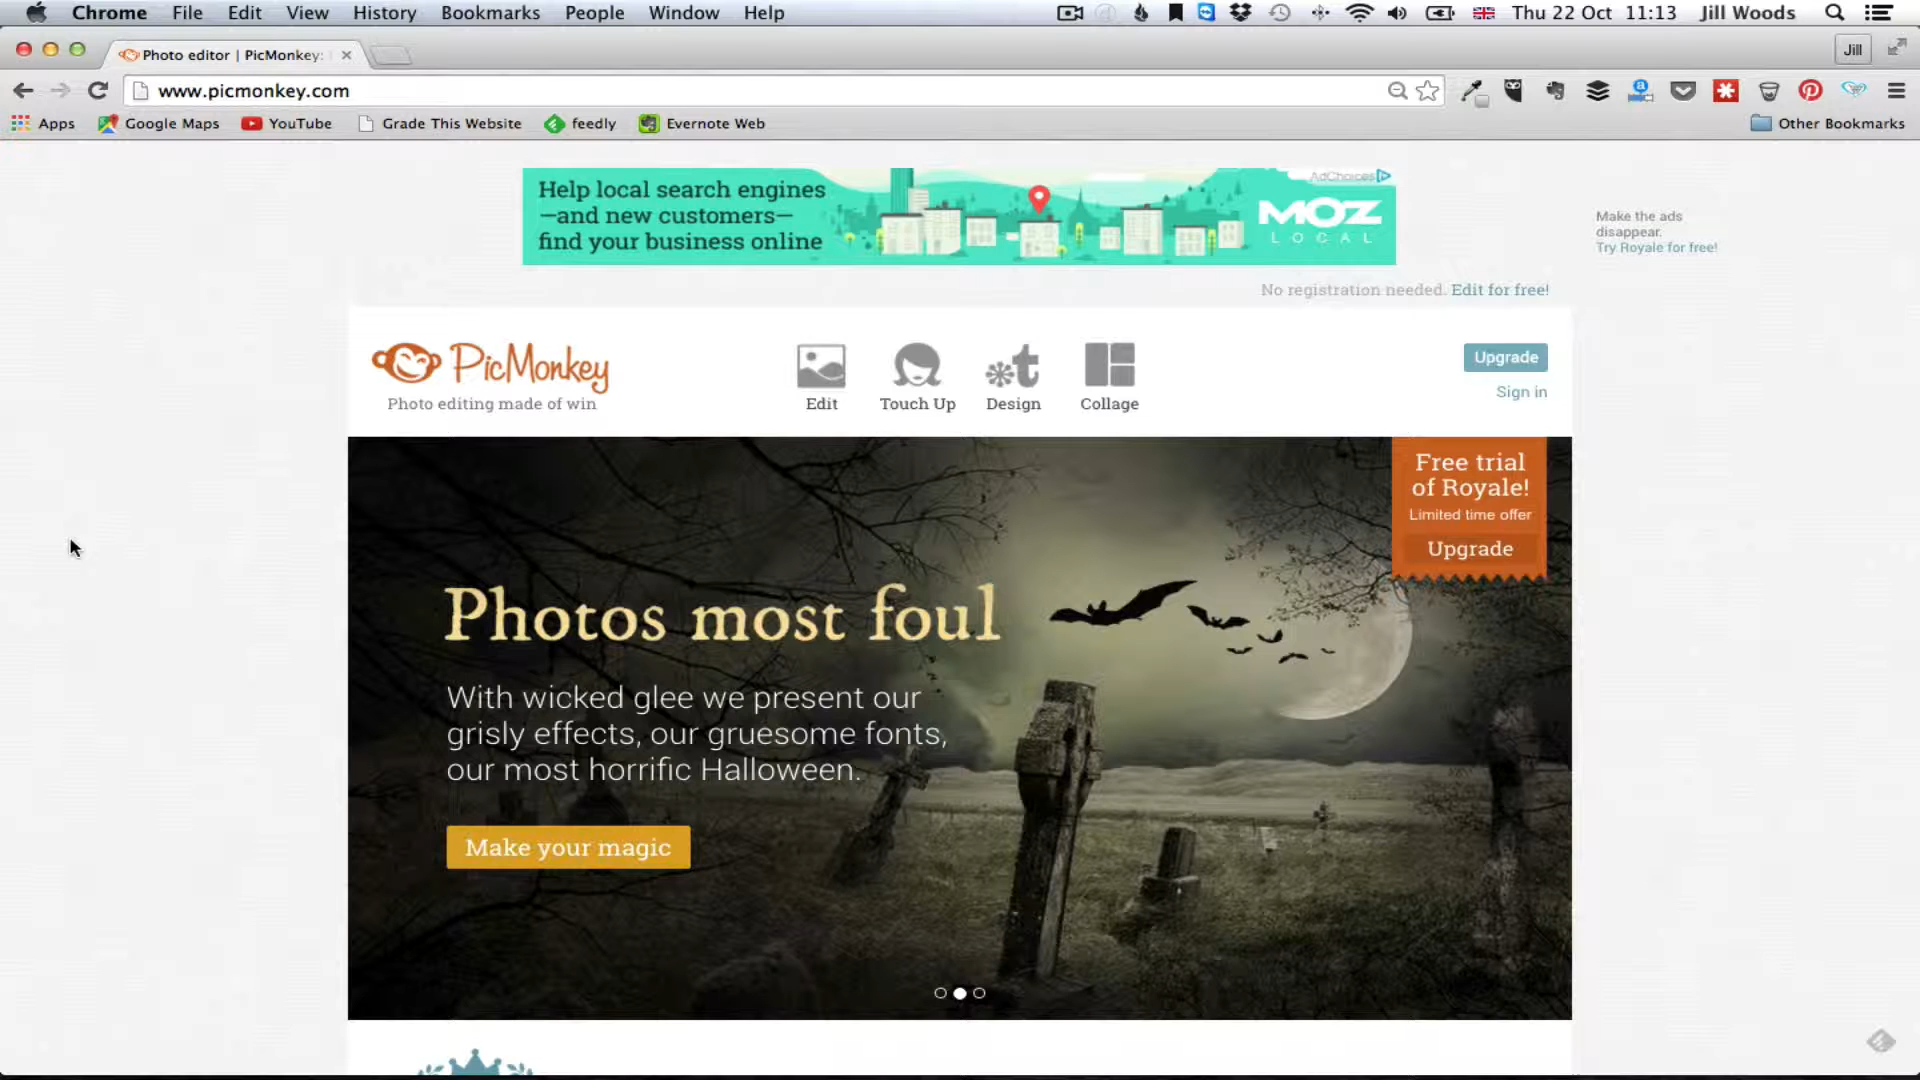 Chrome File Edit View History Bookmarks People Window Help Thu 22 Oct 11:13 Jill Woods
Photo editor | PicMonkey: Jill
www.picmonkey.com
Apps Google Maps YouTube Grade This Website feedly Evernote Web Other Bookmarks
Help local search engines
—and new customers—
find your business online
AdChoices
MOZ
LOCAL
Make the ads
disappear.
Try Royale for free!
No registration needed. Edit for free!
PicMonkey
Photo editing made of win
Edit Touch Up Design Collage
Upgrade
Sign in
Free trial
of Royale!
Limited time offer
Upgrade
Photos most foul
With wicked glee we present our
grisly effects, our gruesome fonts,
our most horrific Halloween.
Make your magic